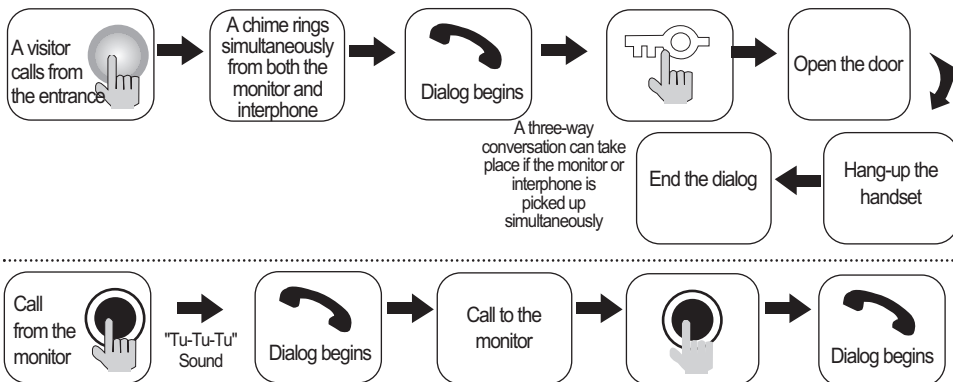 A visitor
calls from
the entrance
A chime rings
simultaneously
from both the
monitor and
interphone
Dialog begins
A three-way
conversation can take
place if the monitor or
interphone is
picked up
simultaneously
Open the door
Hang-up the
handset
End the dialog
Call
from the
monitor
"Tu-Tu-Tu"
Sound
Dialog begins
Call to the
monitor
Dialog begins